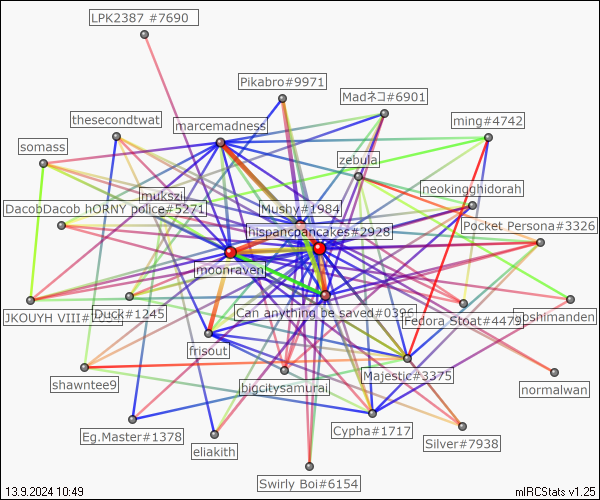 LPK2387 #7690
Pikabro#9971
Madネコ#6901
thesecondtwat
marcemadness
ming#4742
somass
zebula
mukszi
neokingghidorah
DacobDacob hORNY police#5271
Mushy#1984
Pocket Persona#3326
hispancpancakes#2928
moonraven
JKOUYH VIII#
Duck#1245
Can anything be saved#0396
Fedora Stoat#4479
oshimanden
frisout
Majestic#3375
shawntee9
bigcitysamurai
normalwan
Eg.Master#1378
Cypha#1717
eliakith
Silver#7938
Swirly Boi#6154
13.9.2024 10:49
mIRCStats v1.25